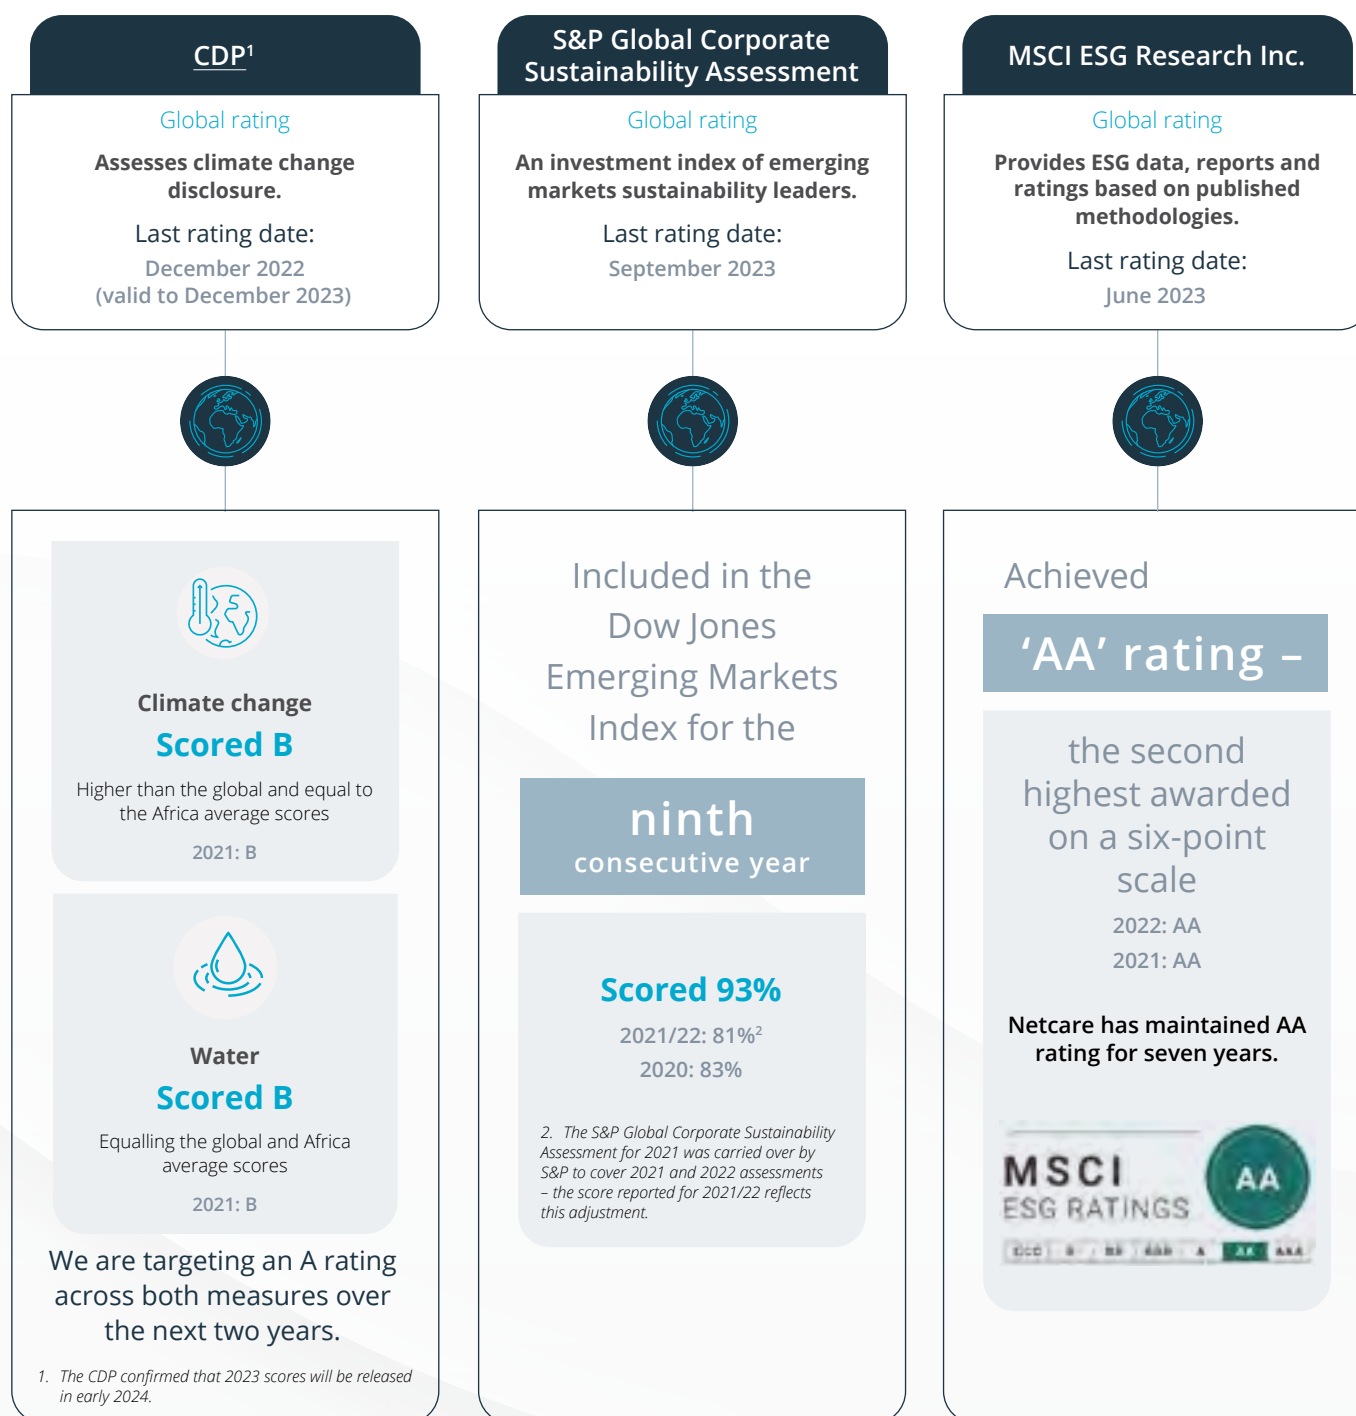 CDP¹
Global rating
Assesses climate change
disclosure.
Last rating date:
December 2022
(valid to December 2023)
Climate change
Scored B
Higher than the global and equal to
the Africa average scores
2021: B
Water
Scored B
Equalling the global and Africa
average scores
2021: B
We are targeting an A rating
across both measures over
the next two years.
1. The CDP confirmed that 2023 scores will be released
in early 2024.
S&P Global Corporate
Sustainability Assessment
Global rating
An investment index of emerging
markets sustainability leaders.
Last rating date:
September 2023
Included in the
Dow Jones
Emerging Markets
Index for the
ninth
consecutive year
Scored 93%
2021/22: 81%²
2020: 83%
2. The S&P Global Corporate Sustainability
Assessment for 2021 was carried over by
S&P to cover 2021 and 2022 assessments
– the score reported for 2021/22 reflects
this adjustment.
MSCI ESG Research Inc.
Global rating
Provides ESG data, reports and
ratings based on published
methodologies.
Last rating date:
June 2023
Achieved
‘AA’ rating –
the second
highest awarded
on a six-point
scale
2022: AA
2021: AA
Netcare has maintained AA
rating for seven years.
MSCI
ESG RATINGS
AA
CCC B BB BBB A AA AAA